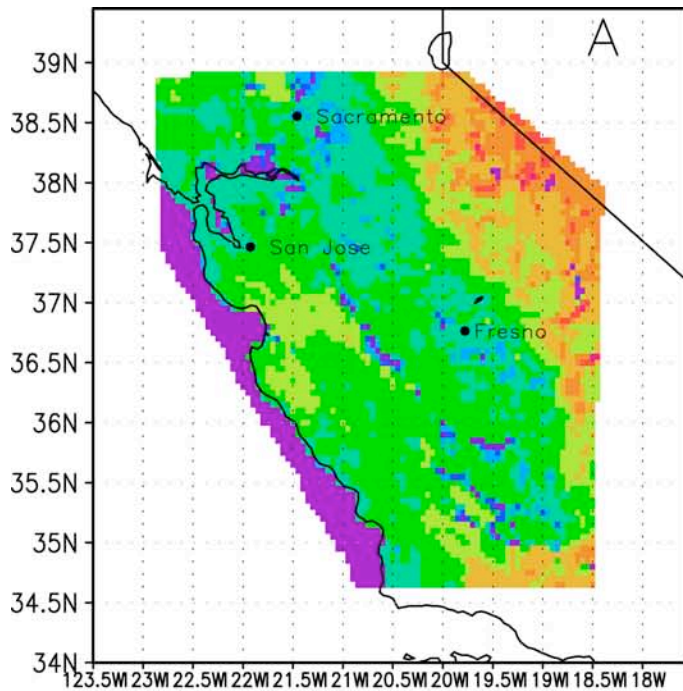 A
39N
38.5N
Sacramento
38N
37.5N
San Jose
37N
Fresno
36.5N
36N
35.5N
35N
34.5N
34N
123.5W 123W 122.5W 122W 121.5W 121W 120.5W 120W 119.5W 119W 118.5W 118W